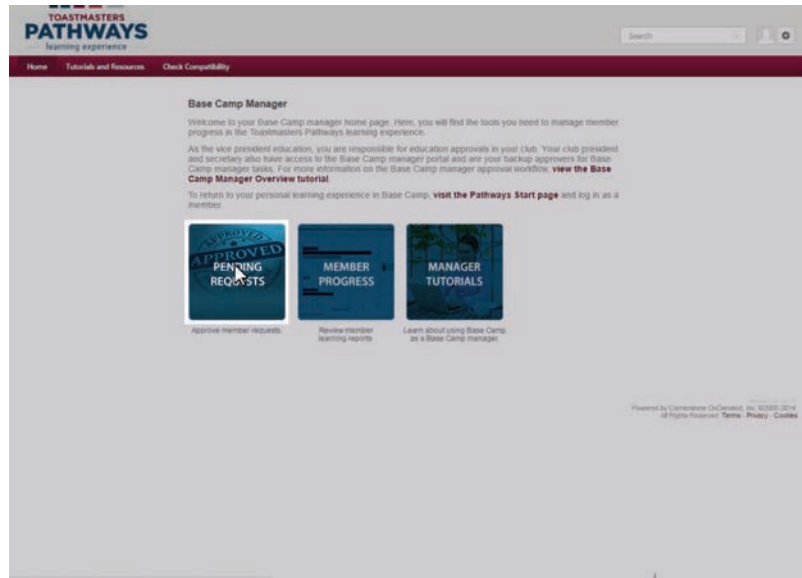 TOASTMASTERS
PATHWAYS
learning experience
Search
Home Tutorials and Resources Check Compatibility
Base Camp Manager
Welcome to your Base Camp manager home page. Here, you will find the tools you need to manage member
progress in the Toastmasters Pathways learning experience.
As the vice president education, you are responsible for education approvals in your club. Your club president
and secretary also have access to the Base Camp manager portal and are your backup approvers for Base
Camp manager tasks. For more information on the Base Camp manager approval workflow, view the Base
Camp Manager Overview tutorial.
To return to your personal learning experience in Base Camp, visit the Pathways Start page and log in as a
member.
APPROVED
APPROVED
PENDING
REQUESTS
MEMBER
PROGRESS
MANAGER
TUTORIALS
Approve member requests.
Review member
learning reports.
Learn about using Base Camp
as a Base Camp manager.
Powered by Cornerstone OnDemand, Inc. ©2000-2014
All Rights Reserved. Terms - Privacy - Cookies